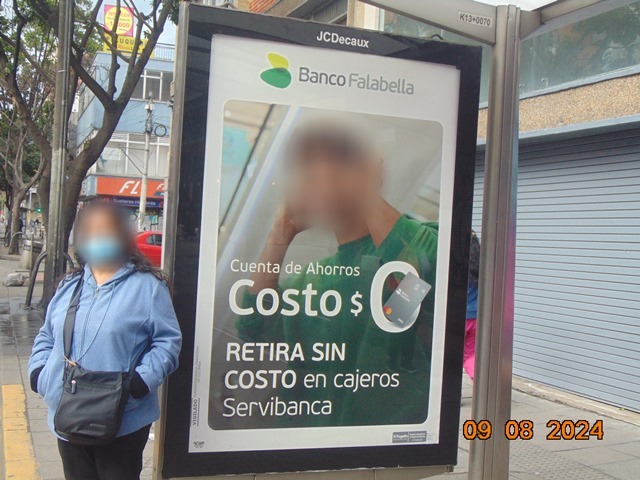 K13•0070
JCDecaux
Banco Falabella
Cuenta de Ahorros
Costo $0
RETIRA SIN
COSTO en cajeros
Servibanca
VIGILADO
09 08 2024